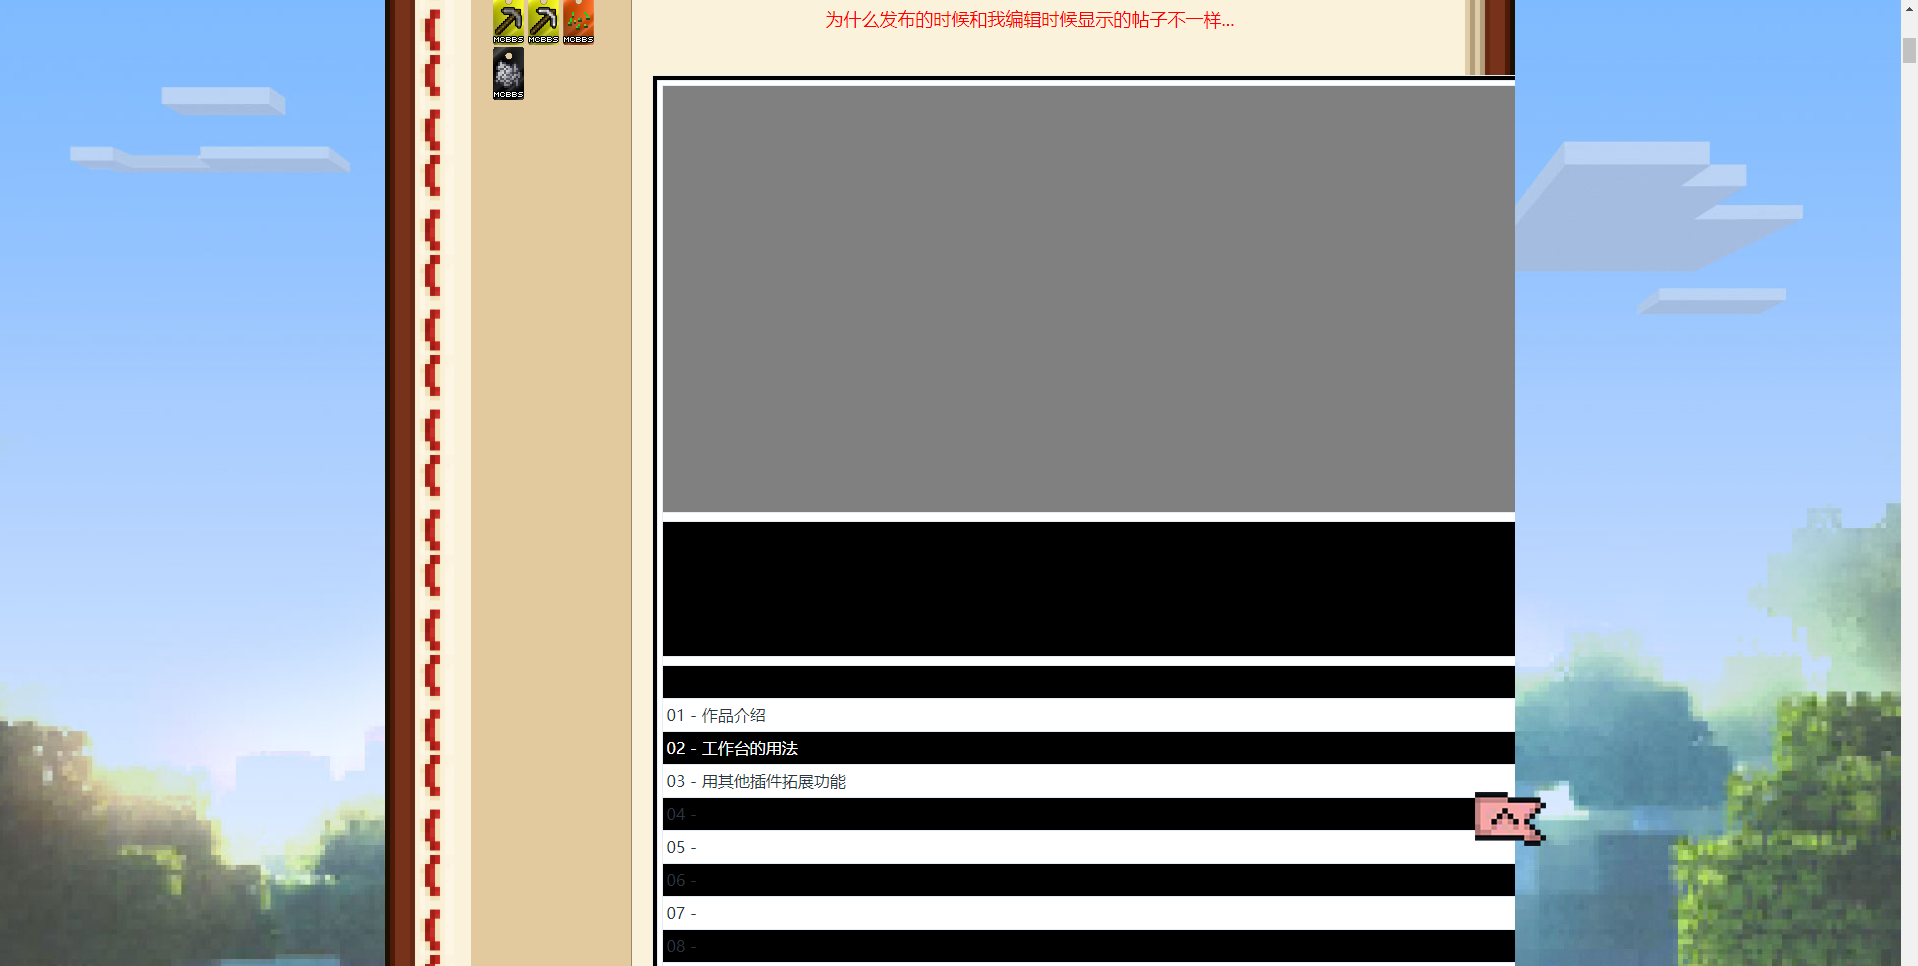 MCBBS MCBBS MCBBS
MCBBS
为什么发布的时候和我编辑时候显示的帖子不一样...
01 - 作品介绍
02 - 工作台的用法
03 - 用其他插件拓展功能
04 -
05 -
06 -
07 -
08 -